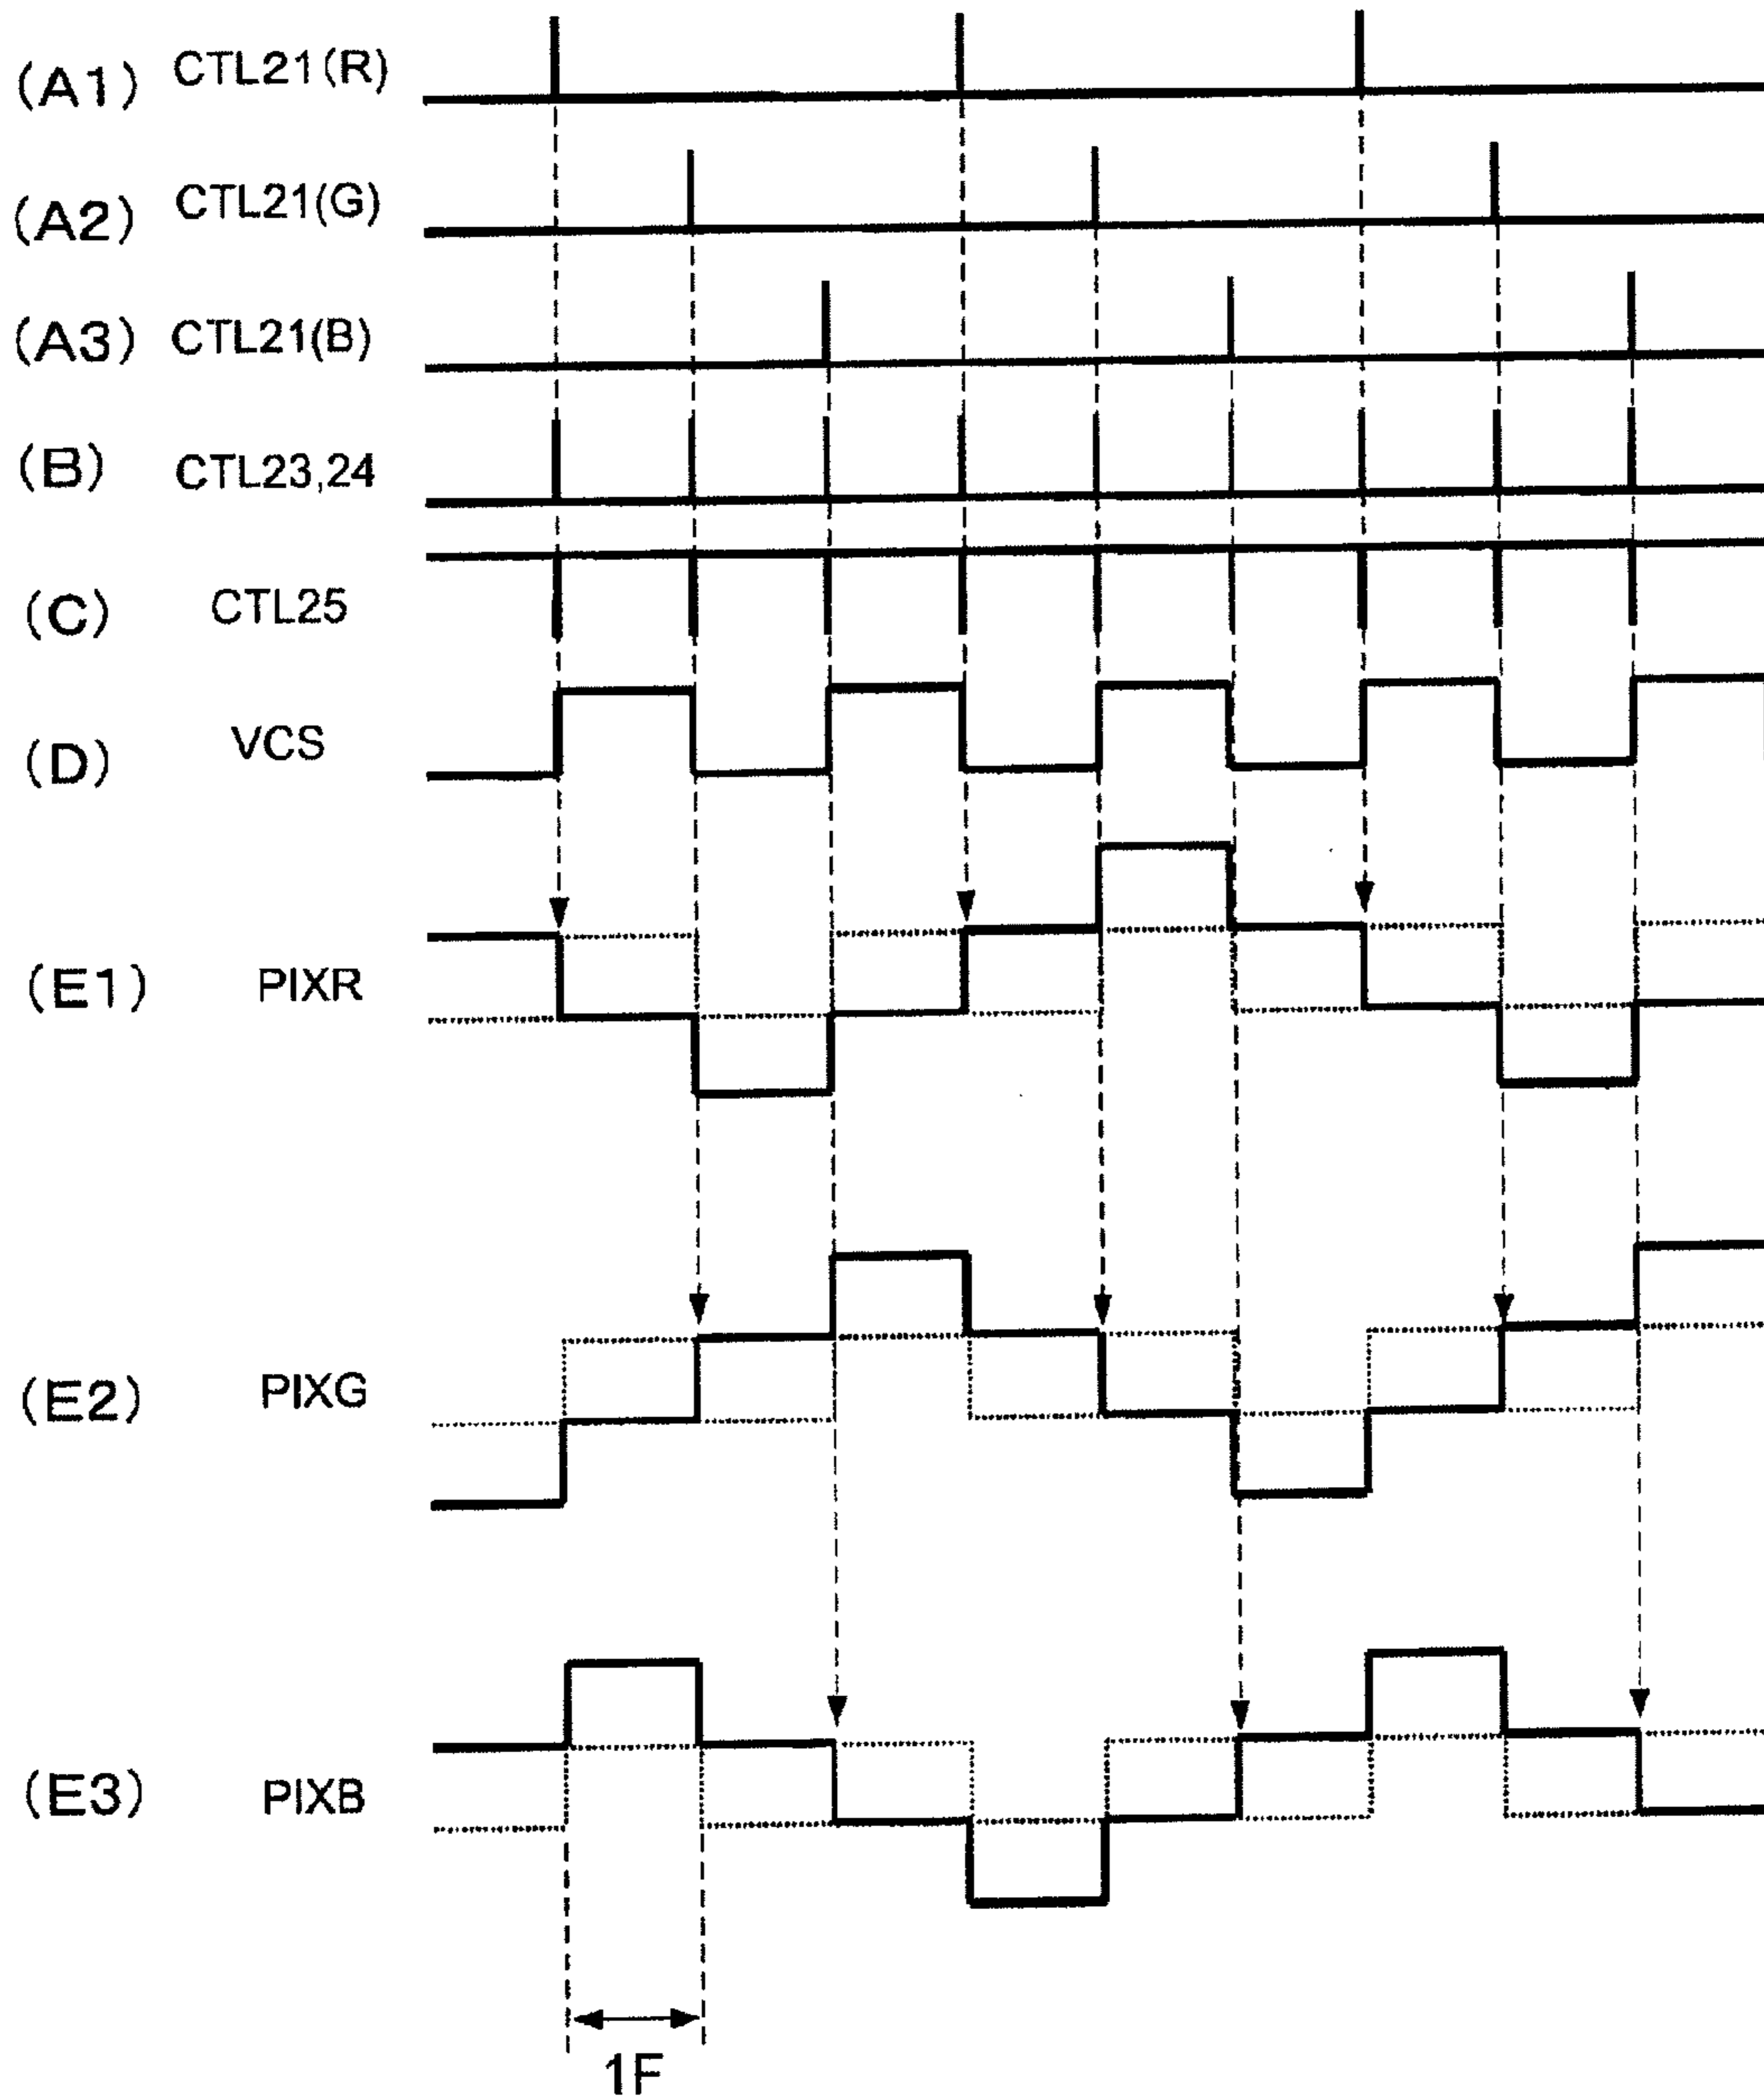 (A1) CTL21(R)
(A2) CTL21(G)
(A3) CTL21(B)
(B) CTL23,24
(C) CTL25
(D) VCS
(E1) PIXR
(E2) PIXG
(E3) PIXB
1F